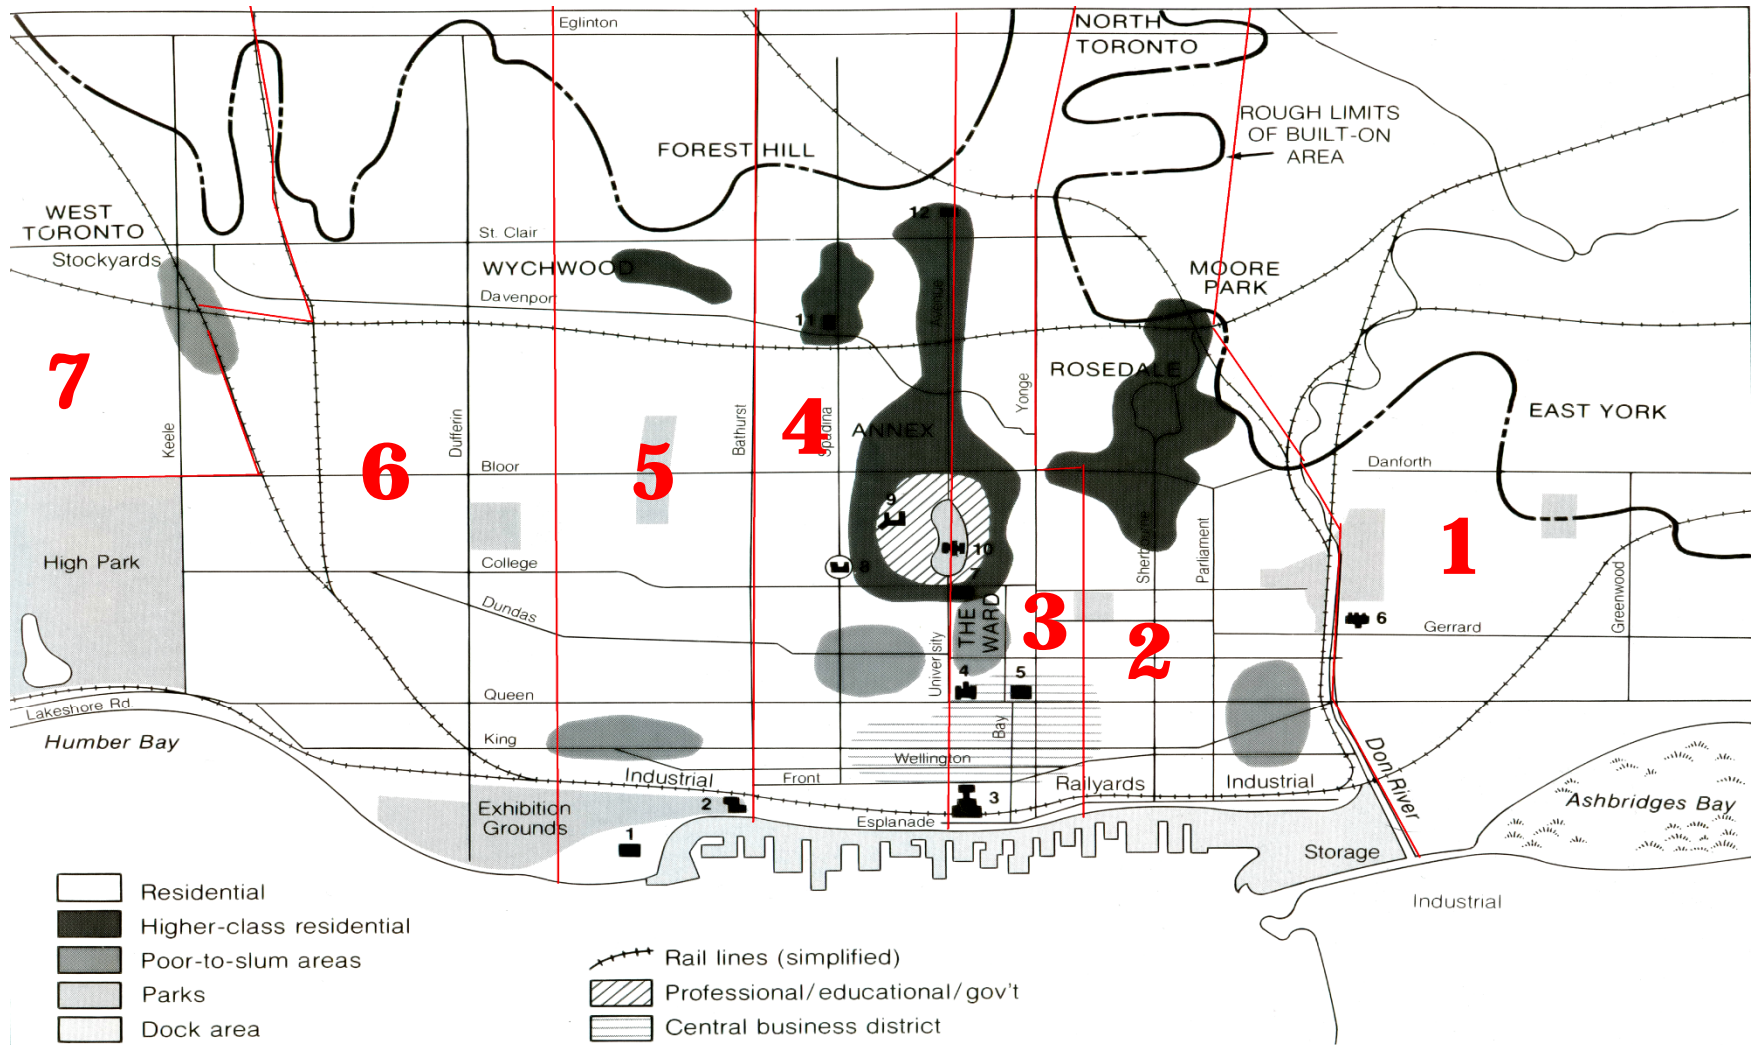 Eglinton
NORTH
TORONTO
ROUGH LIMITS
OF BUILT-ON
AREA
FOREST HILL
WEST
TORONTO
Stockyards
12
St. Clair
WYCHWOOD
Davenpor
MOORE
PARK
11
Avenue
7
ROSEDALE
Yonge
4
Spadina
ANNEX
EAST YORK
Keele
Dufferin
Bathurst
6
Bloor
5
Danforth
9
High Park
College
8
10
7
Sherbourne
Parliament
1
Greenwood
Dundas
THE
WARD
3
2
6
Gerrard
University
4
5
Queen
Lakeshore Rd.
Humber Bay
King
Bay
Wellington
Industrial
Front
Railyards
Industrial
Don River
Exhibition
Grounds
2
3
Esplanade
Ashbridges Bay
1
Storage
Industrial
Residential
Higher-class residential
Poor-to-slum areas
Parks
Dock area
Rail lines (simplified)
Professional/educational/gov't
Central business district